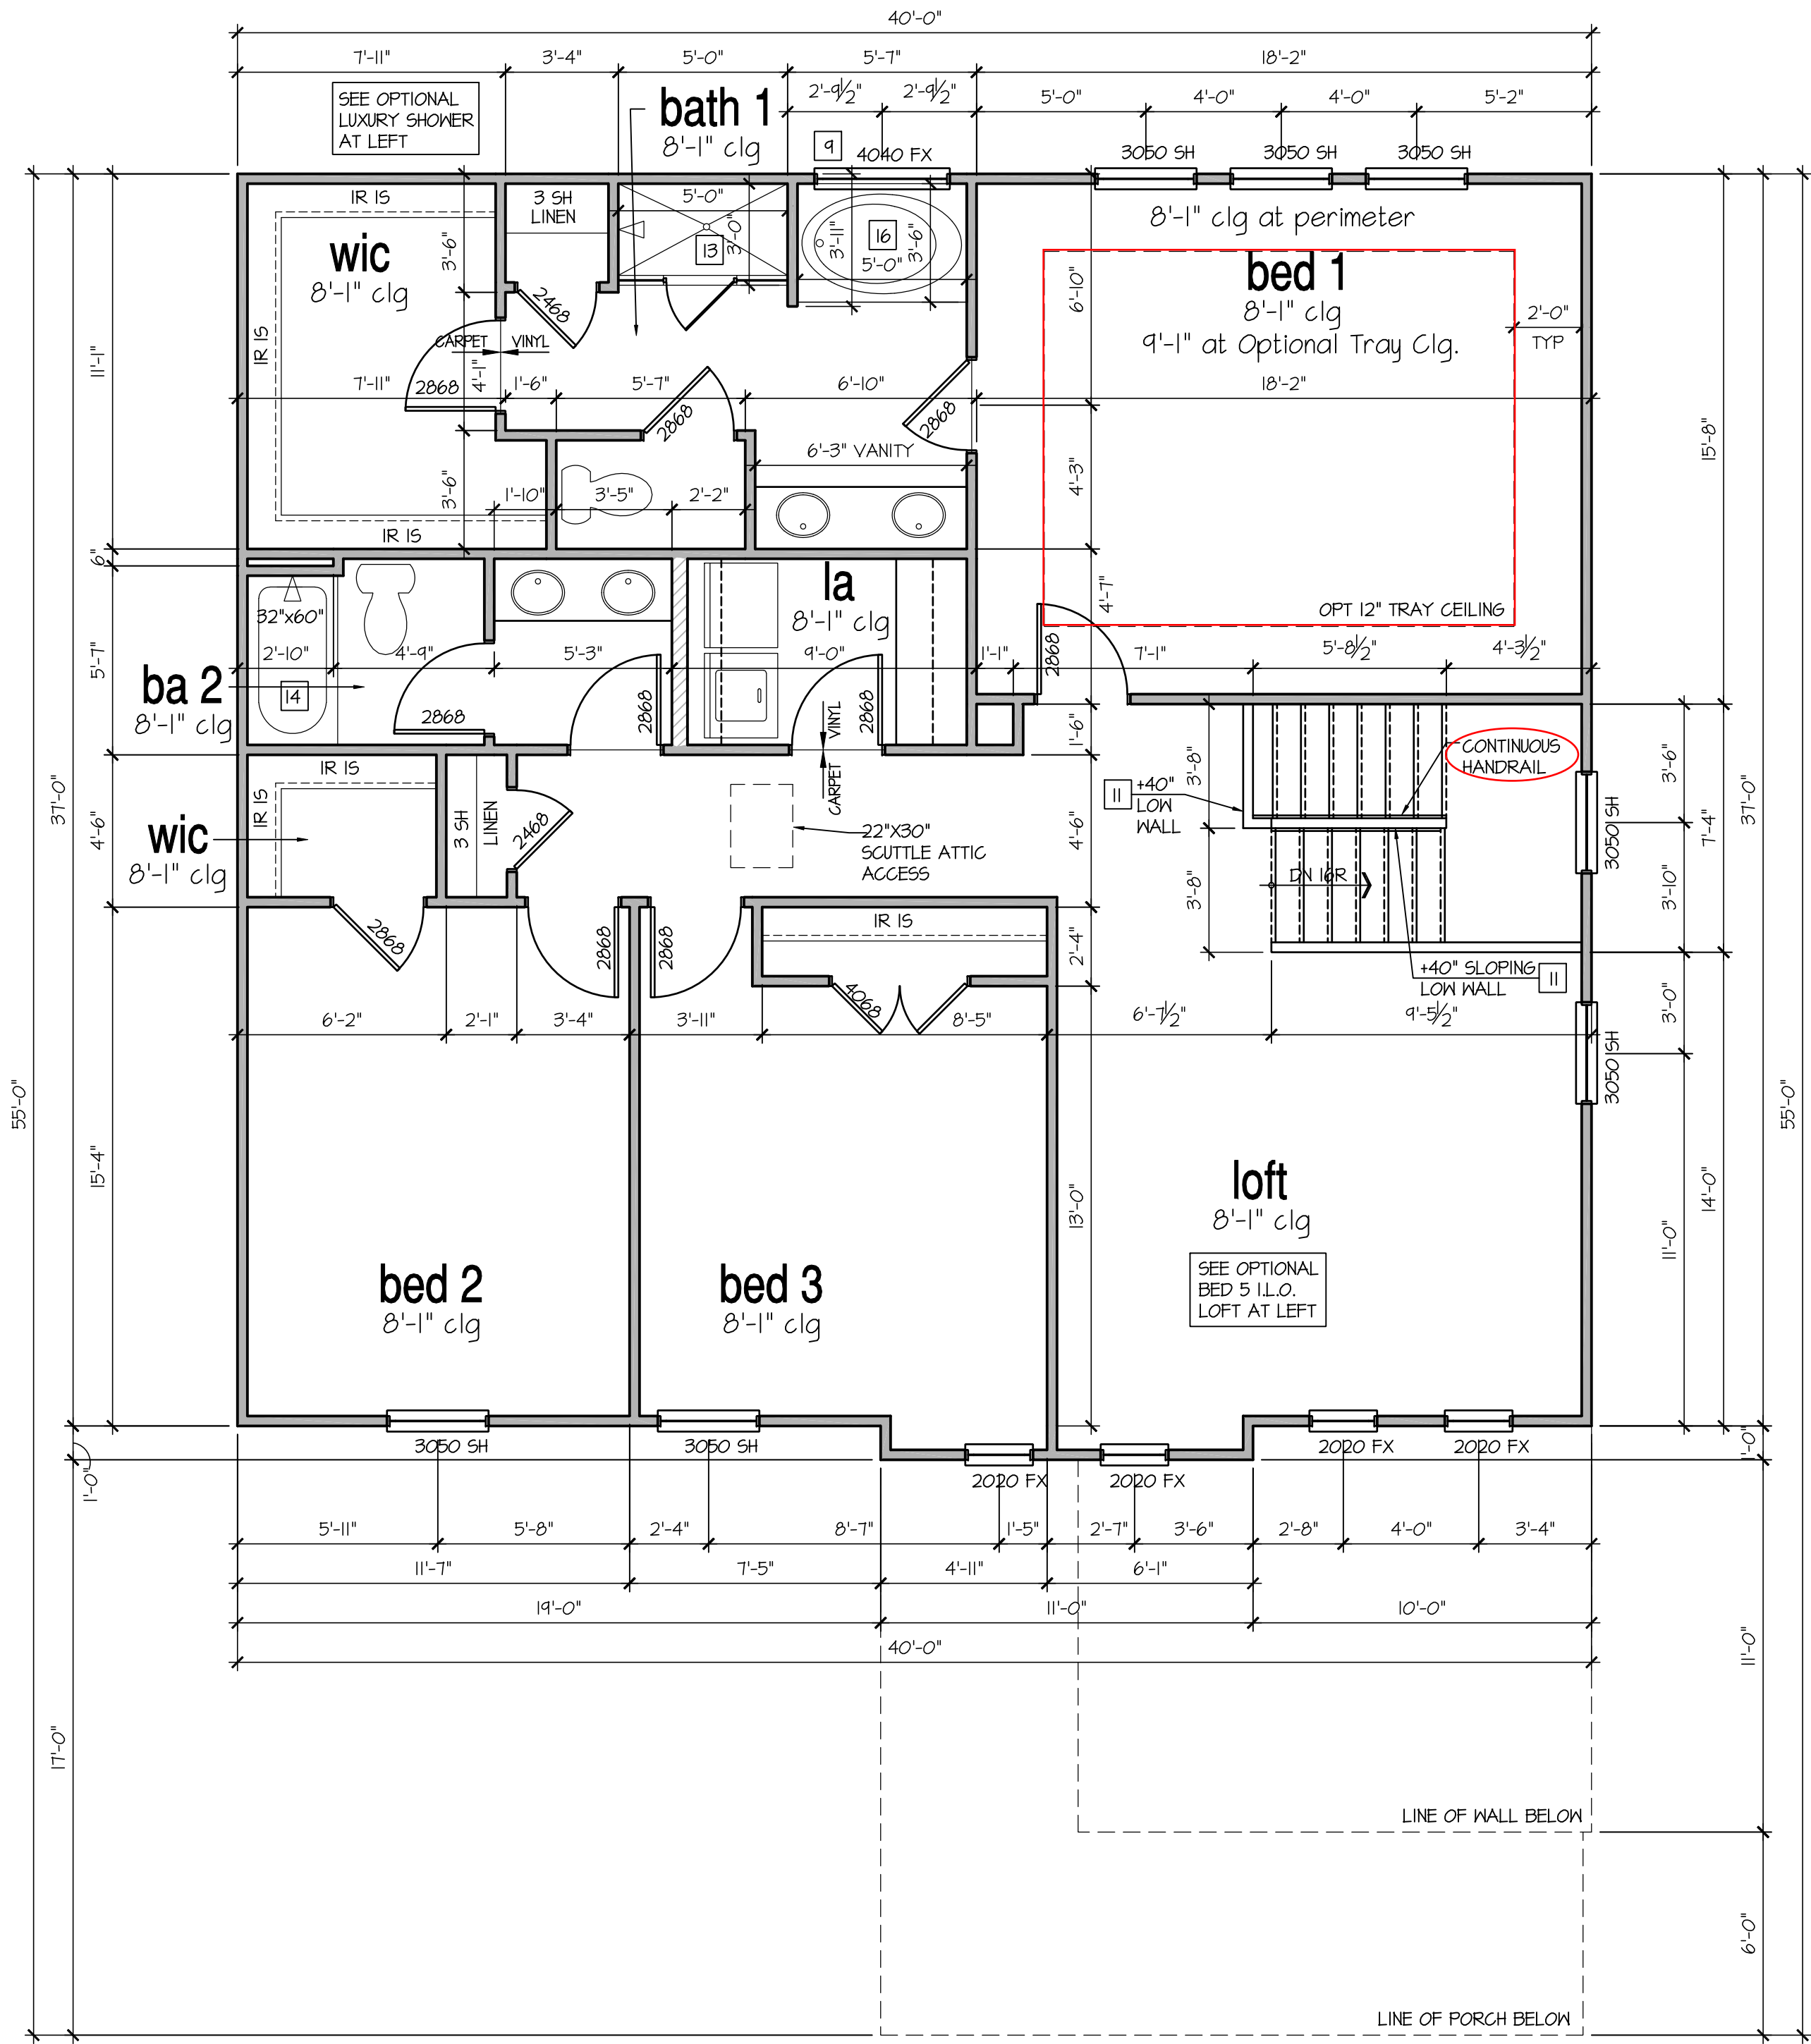 40'-0"
7'-11" 3'-4" 5'-0" 5'-7" 18'-2"
2'-9½" 2'-9½" 5'-0" 4'-0" 4'-0" 5'-2"
SEE OPTIONAL
LUXURY SHOWER
AT LEFT
bath 1
8'-1" clg
9
4040 FX
3050 SH 3050 SH 3050 SH
IR IS
3 SH
LINEN
5'-0"
8'-1" clg at perimeter
wic
8'-1" clg
3'-6"
13
3'-0"
3'-11"
16
3'-6"
5'-0"
bed 1
8'-1" clg
9'-1" at Optional Tray Clg.
6'-10"
2'-0"
TYP
IR IS
2468
CARPET VINYL
11'-1"
7'-11" 2868 4'-1" 1'-6" 5'-7" 6'-10" 18'-2"
2868
2868
15'-8"
6'-3" VANITY
4'-3"
3'-6"
1'-10" 3'-5" 2'-2"
IR IS
6"
la
8'-1" clg
4'-7"
OPT 12" TRAY CEILING
32"x60"
5'-7"
2'-10" 4'-9" 5'-3" 9'-0" 1'-1" 2868 7'-1" 5'-8½" 4'-3½"
ba 2
8'-1" clg
14
2868
2868
2868
VINYL
CARPET
1'-6"
3'-8"
CONTINUOUS
HANDRAIL
3'-6"
37'-0"
37'-0"
IR IS
IR IS
11
+40"
LOW
WALL
wic
8'-1" clg
4'-6"
3 SH
LINEN
2468
22"X30"
SCUTTLE ATTIC
ACCESS
4'-6"
3050 SH
7'-4"
3'-8"
DN 16R
3'-10"
2868
2868
2868
IR IS
2'-4"
+40" SLOPING
LOW WALL
11
4068
3'-0"
6'-2" 2'-1" 3'-4" 3'-11" 8'-5" 6'-7½" 9'-5½"
3050 SH
55'-0"
55'-0"
15'-4"
13'-0"
loft
8'-1" clg
14'-0"
11'-0"
SEE OPTIONAL
BED 5 I.L.O.
LOFT AT LEFT
bed 2
8'-1" clg
bed 3
8'-1" clg
3050 SH 3050 SH 2020 FX 2020 FX
1'-0"
2020 FX 2020 FX
1'-0"
5'-11" 5'-8" 2'-4" 8'-7" 1'-5" 2'-7" 3'-6" 2'-8" 4'-0" 3'-4"
11'-7" 7'-5" 4'-11" 6'-1"
19'-0" 11'-0" 10'-0"
40'-0"
11'-0"
17'-0"
LINE OF WALL BELOW
6'-0"
LINE OF PORCH BELOW